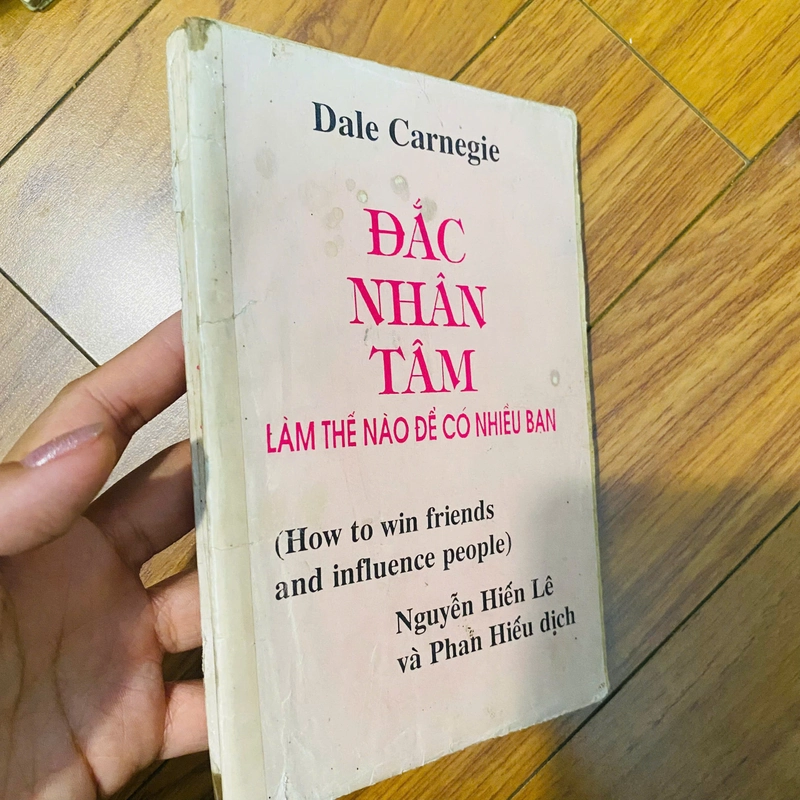 Dale Carnegie
ĐẮC
NHÂN
TÂM
LÀM THẾ NÀO ĐỂ CÓ NHIỀU BẠN
(How to win friends
and influence people)
Nguyễn Hiến Lê
và Phan Hiếu dịch